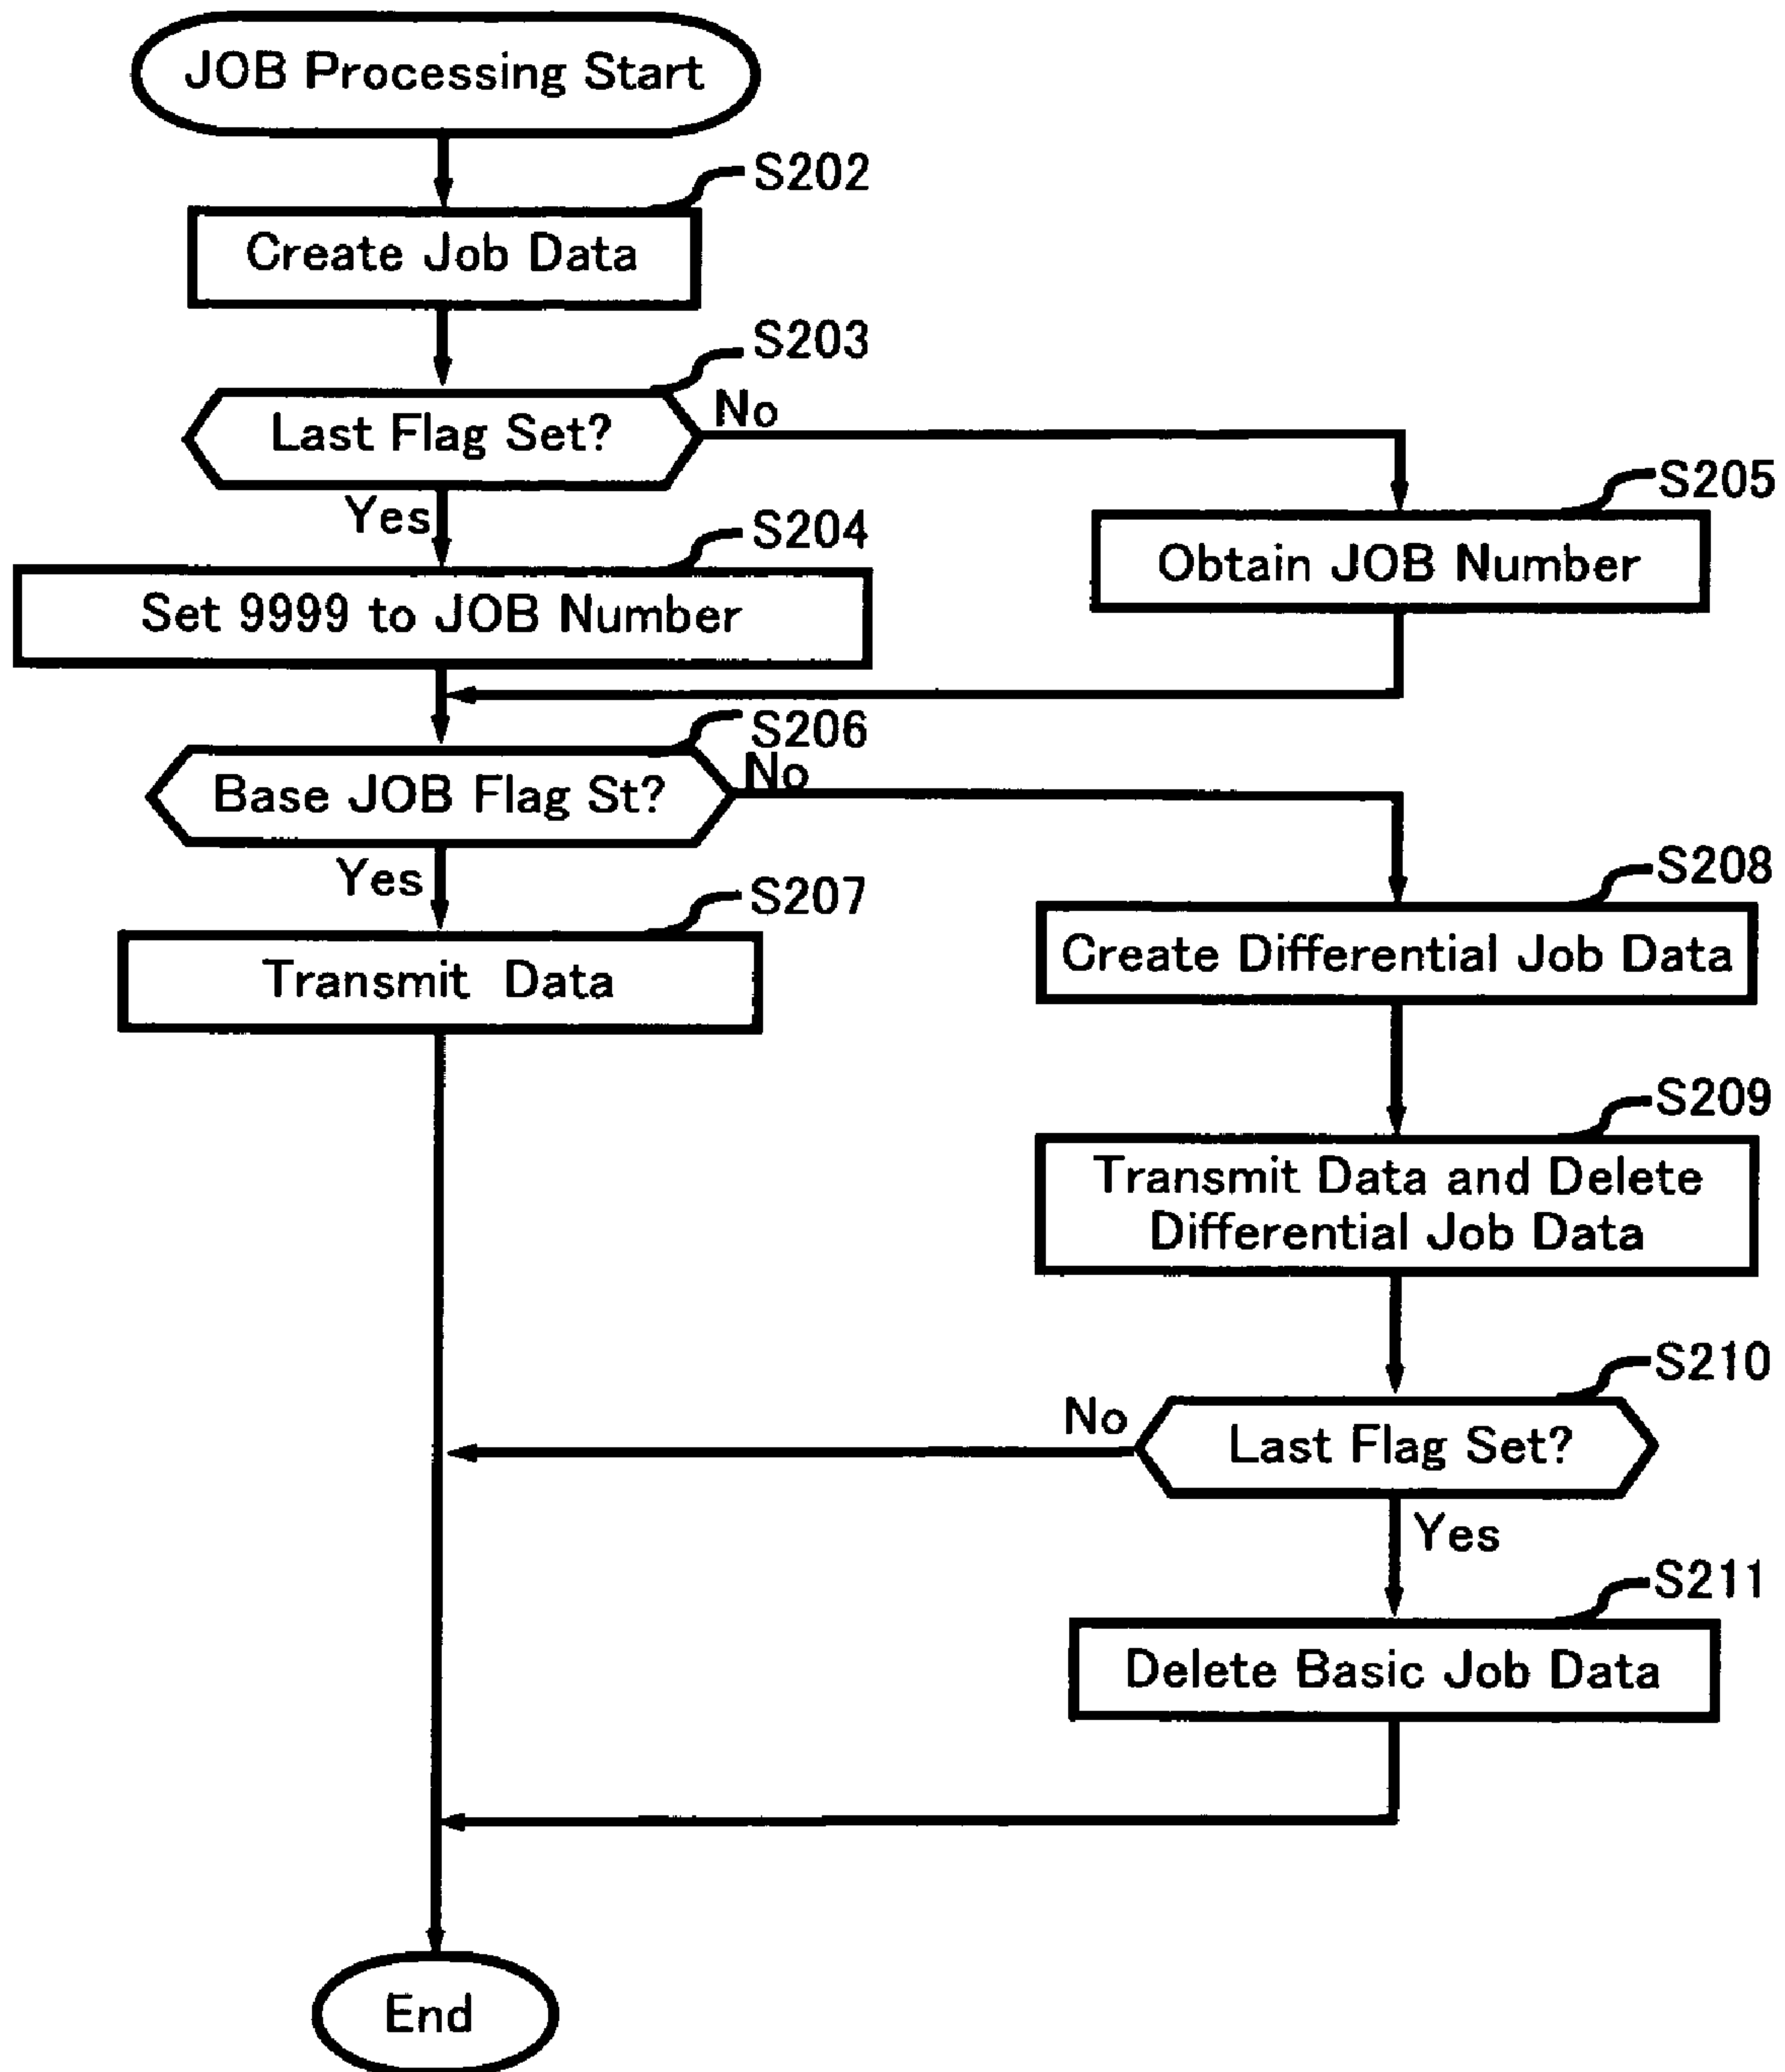 JOB Processing Start
S202
Create Job Data
S203
Last Flag Set?
No
Yes
S205
Obtain JOB Number
S204
Set 9999 to JOB Number
S206
Base JOB Flag St?
No
Yes
S207
Transmit Data
S208
Create Differential Job Data
S209
Transmit Data and Delete
Differential Job Data
S210
Last Flag Set?
No
Yes
S211
Delete Basic Job Data
End